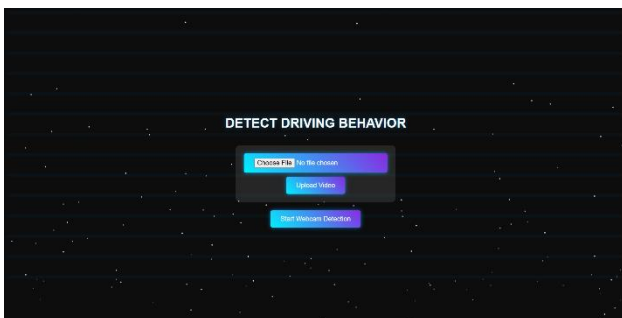 DETECT DRIVING BEHAVIOR
Choose File No file chosen
Upload Video
Start Webcam Detection